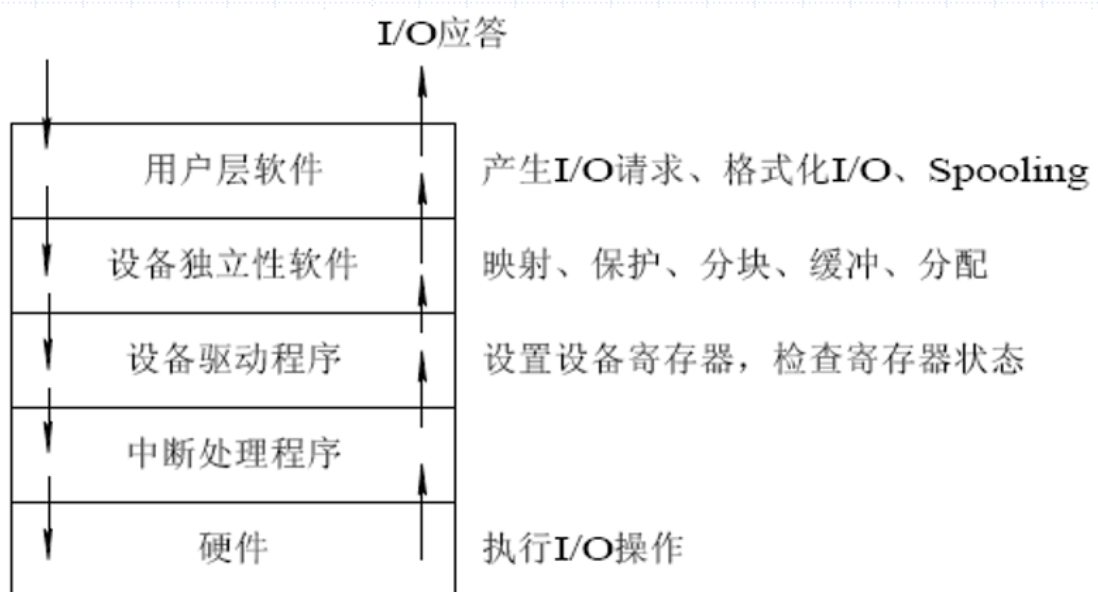 I/O应答
用户层软件 产生I/O请求、格式化I/O、Spooling
设备独立性软件 映射、保护、分块、缓冲、分配
设备驱动程序 设置设备寄存器，检查寄存器状态
中断处理程序
硬件 执行I/O操作